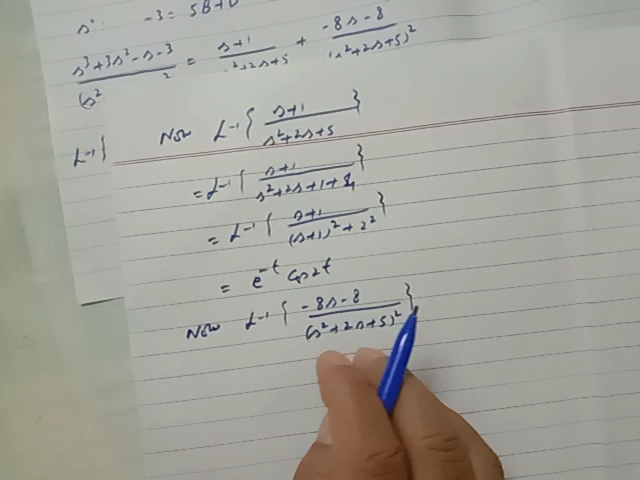 s°: -3 = 5B+D
s³+3s²-s-3 / (s² ² = s+1 / s²+2s+5 + -8s-8 / (s²+2s+5)²
L⁻¹{
Now L⁻¹ { s+1 / s²+2s+5 }
= L⁻¹ { s+1 / s²+2s+1+4 }
= L⁻¹ { s+1 / (s+1)²+2² }
= e⁻ᵗ Cos2t
Now L⁻¹ { -8s-8 / (s²+2s+5)² }